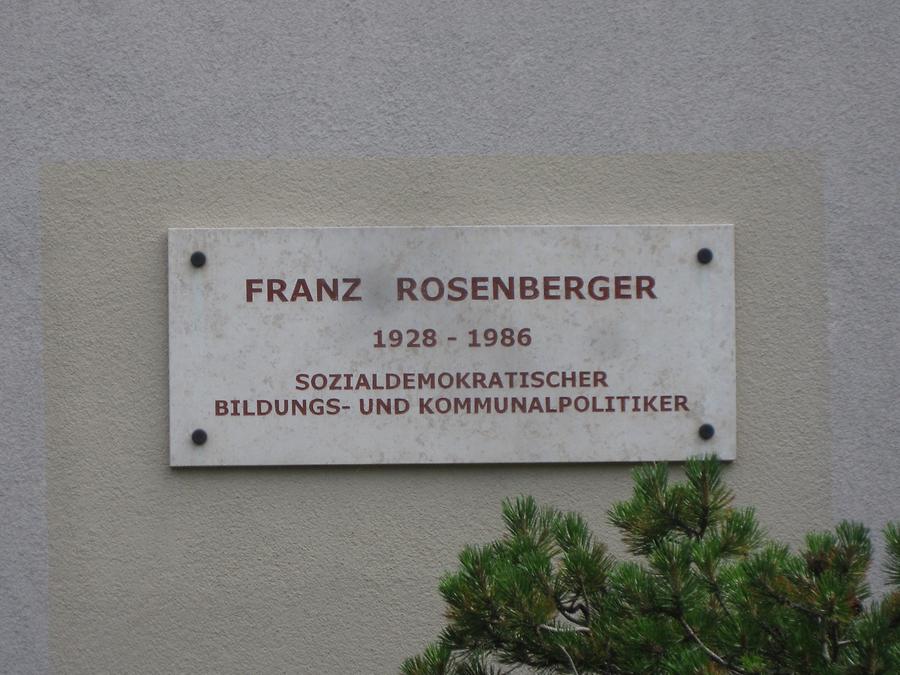 FRANZ ROSENBERGER
1928 - 1986
SOZIALDEMOKRATISCHER
BILDUNGS- UND KOMMUNALPOLITIKER